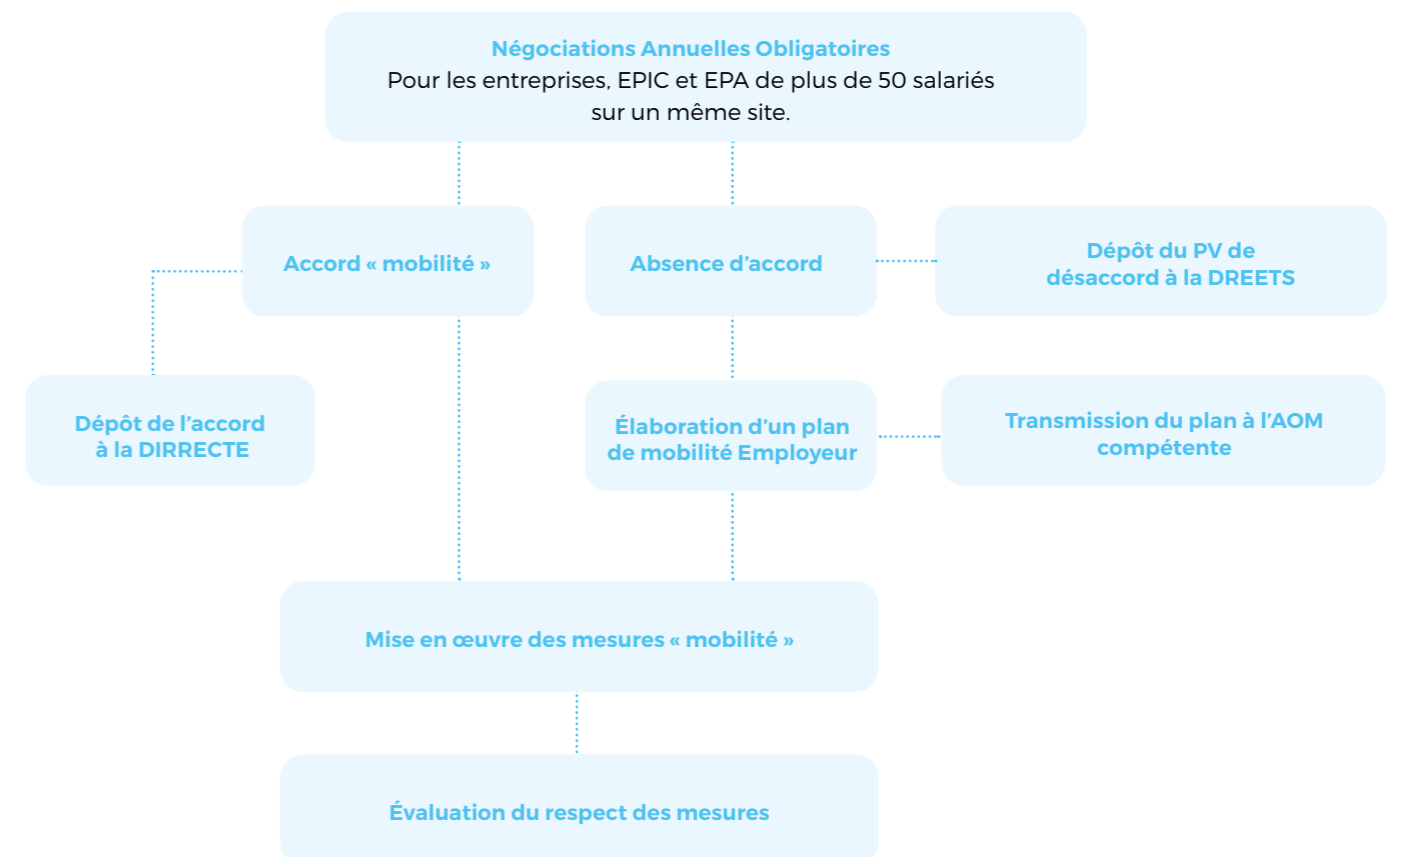 Négociations Annuelles Obligatoires
Pour les entreprises, EPIC et EPA de plus de 50 salariés
sur un même site.
Accord « mobilité »
Absence d’accord
Dépôt du PV de
désaccord à la DREETS
Dépôt de l’accord
à la DIRRECTE
Élaboration d’un plan
de mobilité Employeur
Transmission du plan à l’AOM
compétente
Mise en œuvre des mesures « mobilité »
Évaluation du respect des mesures